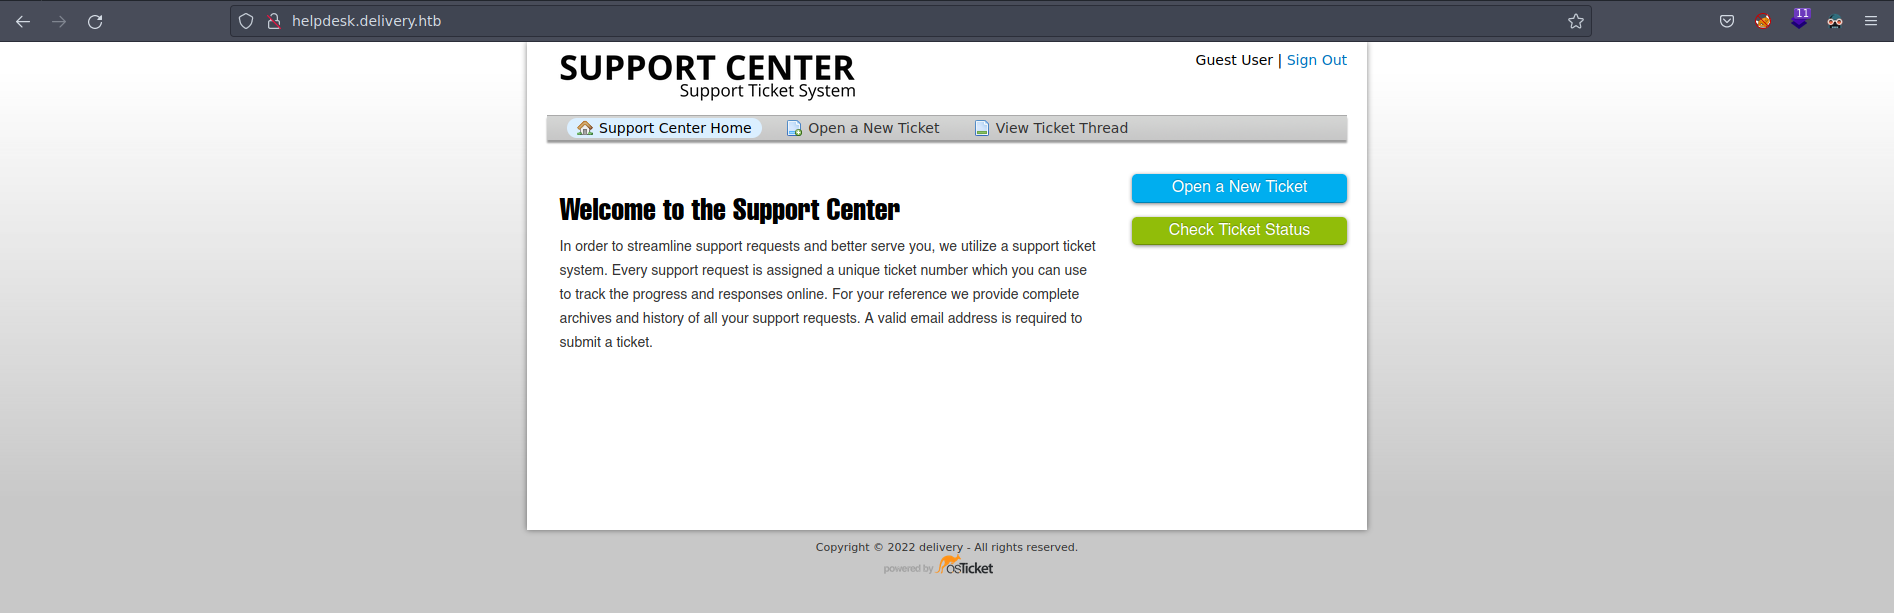 helpdesk.delivery.htb
11
SUPPORT CENTER
Support Ticket System
Guest User | Sign Out
Support Center Home Open a New Ticket View Ticket Thread
Open a New Ticket
Check Ticket Status
Welcome to the Support Center
In order to streamline support requests and better serve you, we utilize a support ticket
system. Every support request is assigned a unique ticket number which you can use
to track the progress and responses online. For your reference we provide complete
archives and history of all your support requests. A valid email address is required to
submit a ticket.
Copyright © 2022 delivery - All rights reserved.
powered by osTicket